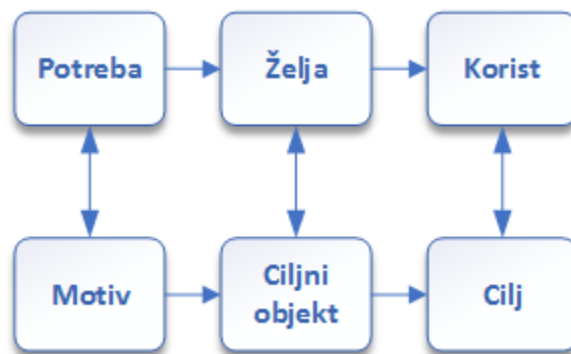 Potreba
Želja
Korist
Motiv
Ciljni
objekt
Cilj